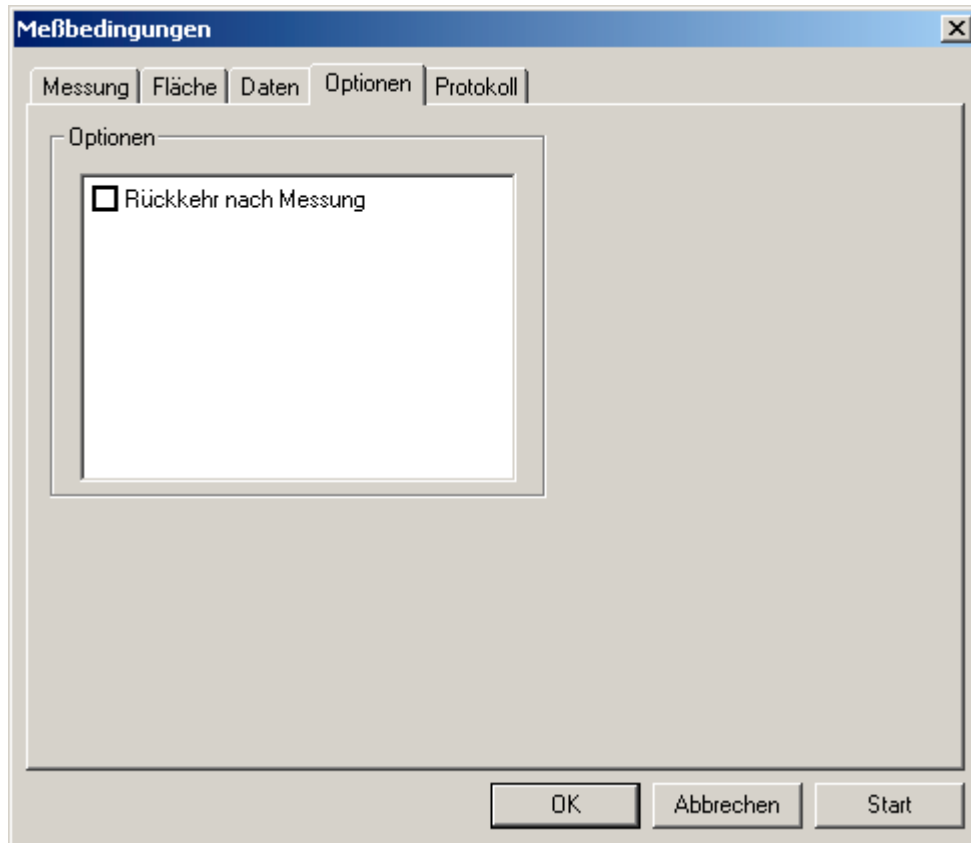 Meßbedingungen
Messung Fläche Daten Optionen Protokoll
Optionen
Rückkehr nach Messung
OK Abbrechen Start